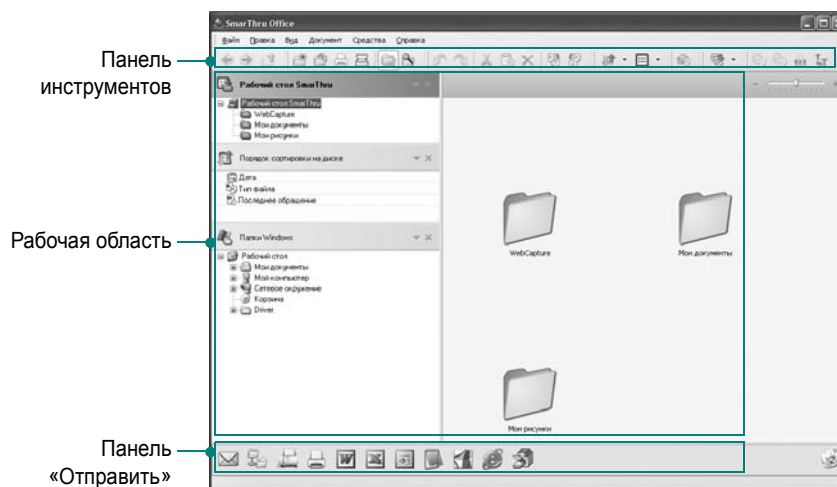 SmarThru Office
Файл Правка Вид Документ Средства Справка
Панель
инструментов
Рабочий стол SmarThru
Рабочий стол SmarThru
WebCapture
Мои документы
Мои рисунки
Порядок сортировки на диске
Дата
Тип файла
Последнее обращение
Рабочая область
Папки Windows
Рабочий стол
Мои документы
Мой компьютер
Сетевое окружение
Корзина
Driver
WebCapture
Мои документы
Мои рисунки
Панель
«Отправить»